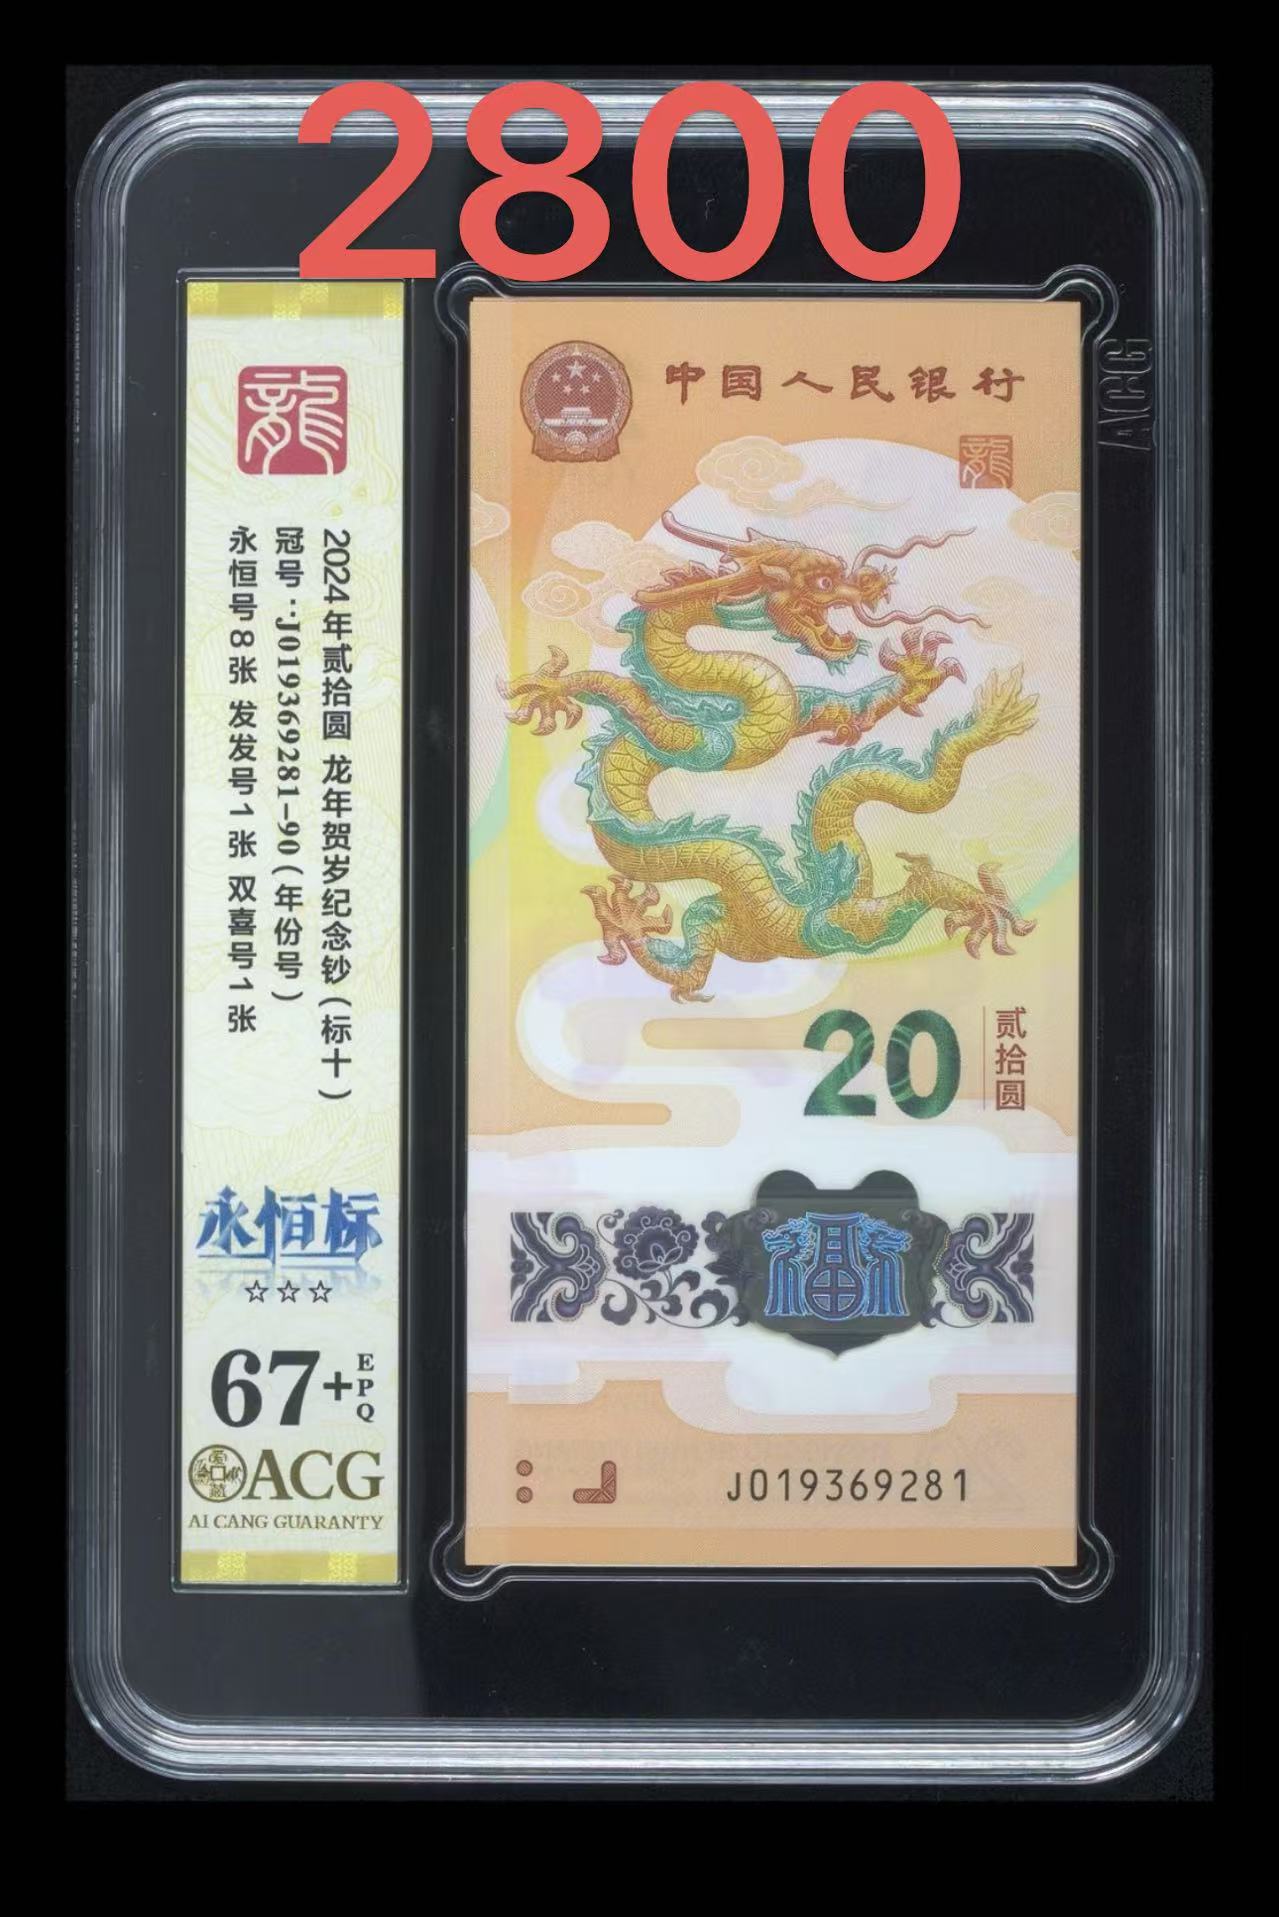 2800
龍
2024年贰拾圆 龙年贺岁纪念钞(标十)
冠号:J019369281-90(年份号)
永恒号8张 发发号1张 双喜号1张
永恒标
☆☆☆
67+EPQ
ACG
AI CANG GUARANTY
中国人民银行
龍
20
贰拾圆
福
J019369281
ACG